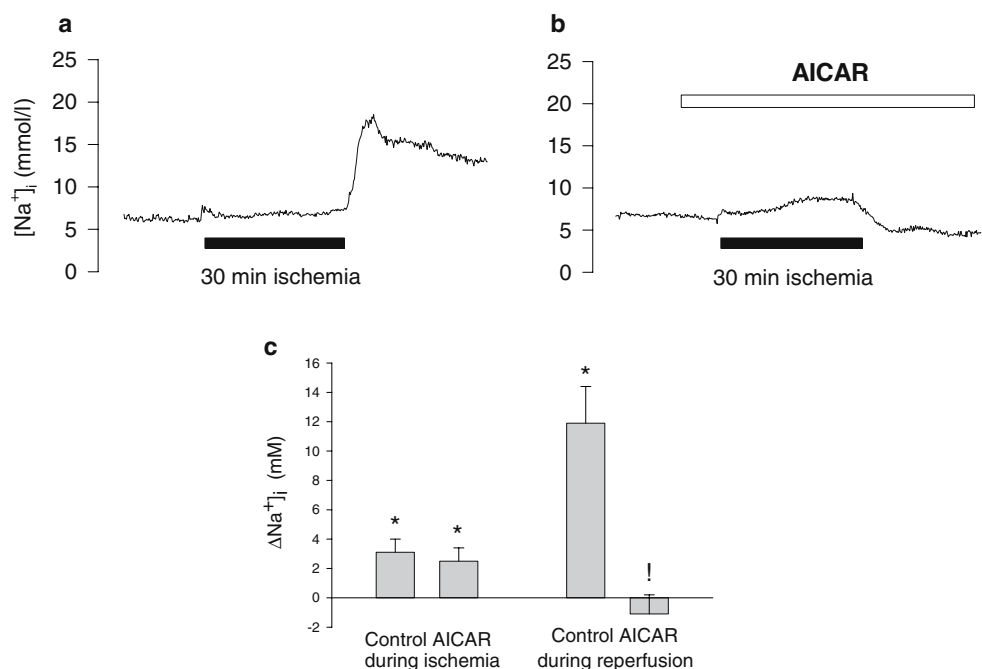 a
b
25
20
15
10
5
0
[Na⁺]ᵢ (mmol/l)
30 min ischemia
25
20
15
10
5
0
AICAR
30 min ischemia
c
16
14
12
10
8
6
4
2
0
-2
ΔNa⁺]ᵢ (mM)
*
*
*
!
Control AICAR
during ischemia
Control AICAR
during reperfusion